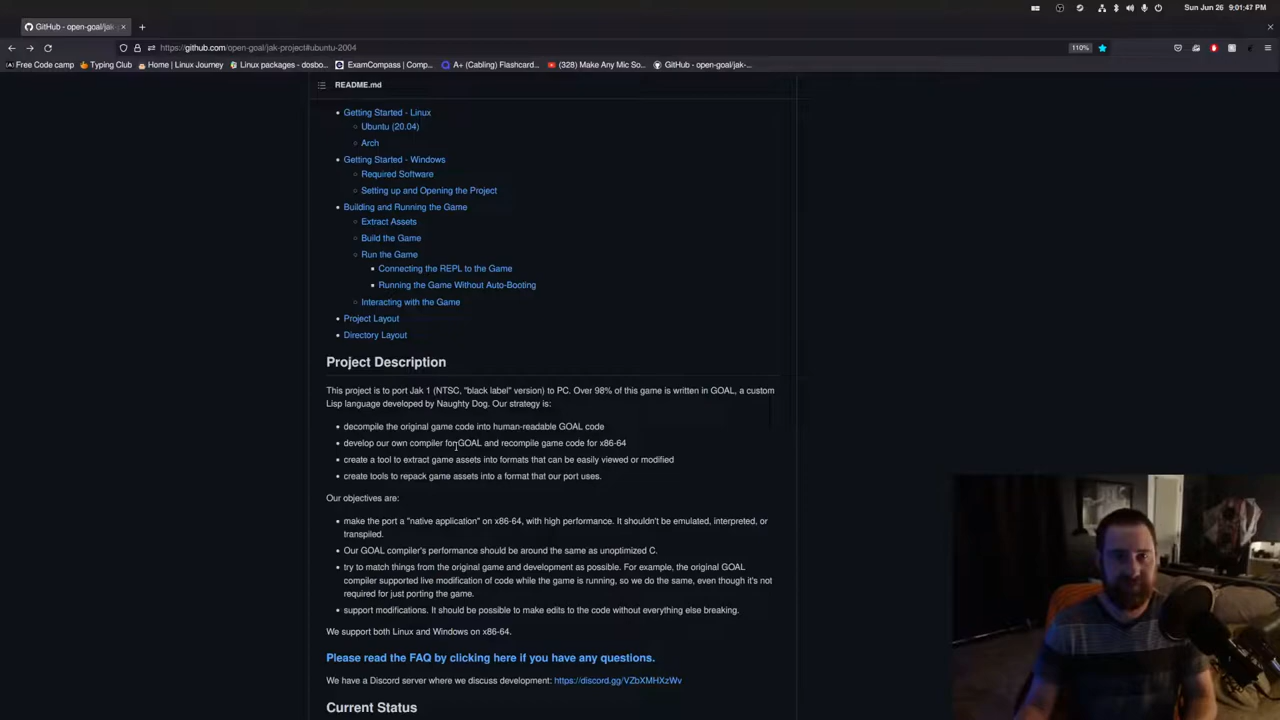 Sun Jun 26 9:01:47 PM
GitHub - open-goal/jak-
https://github.com/open-goal/jak-project#ubuntu-2004
110%
Free Code camp
Typing Club
Home | Linux Journey
Linux packages - dosbo...
ExamCompass | Comp...
A+ (Cabling) Flashcard...
(328) Make Any Mic So...
GitHub - open-goal/jak-...
README.md
Getting Started - Linux
Ubuntu (20.04)
Arch
Getting Started - Windows
Required Software
Setting up and Opening the Project
Building and Running the Game
Extract Assets
Build the Game
Run the Game
Connecting the REPL to the Game
Running the Game Without Auto-Booting
Interacting with the Game
Project Layout
Directory Layout
Project Description
This project is to port Jak 1 (NTSC, "black label" version) to PC. Over 98% of this game is written in GOAL, a custom
Lisp language developed by Naughty Dog. Our strategy is:
decompile the original game code into human-readable GOAL code
develop our own compiler for GOAL and recompile game code for x86-64
create a tool to extract game assets into formats that can be easily viewed or modified
create tools to repack game assets into a format that our port uses.
Our objectives are:
make the port a "native application" on x86-64, with high performance. It shouldn't be emulated, interpreted, or
transpiled.
Our GOAL compiler's performance should be around the same as unoptimized C.
try to match things from the original game and development as possible. For example, the original GOAL
compiler supported live modification of code while the game is running, so we do the same, even though it's not
required for just porting the game.
support modifications. It should be possible to make edits to the code without everything else breaking.
We support both Linux and Windows on x86-64.
Please read the FAQ by clicking here if you have any questions.
We have a Discord server where we discuss development: https://discord.gg/VZbXMHXzWv
Current Status